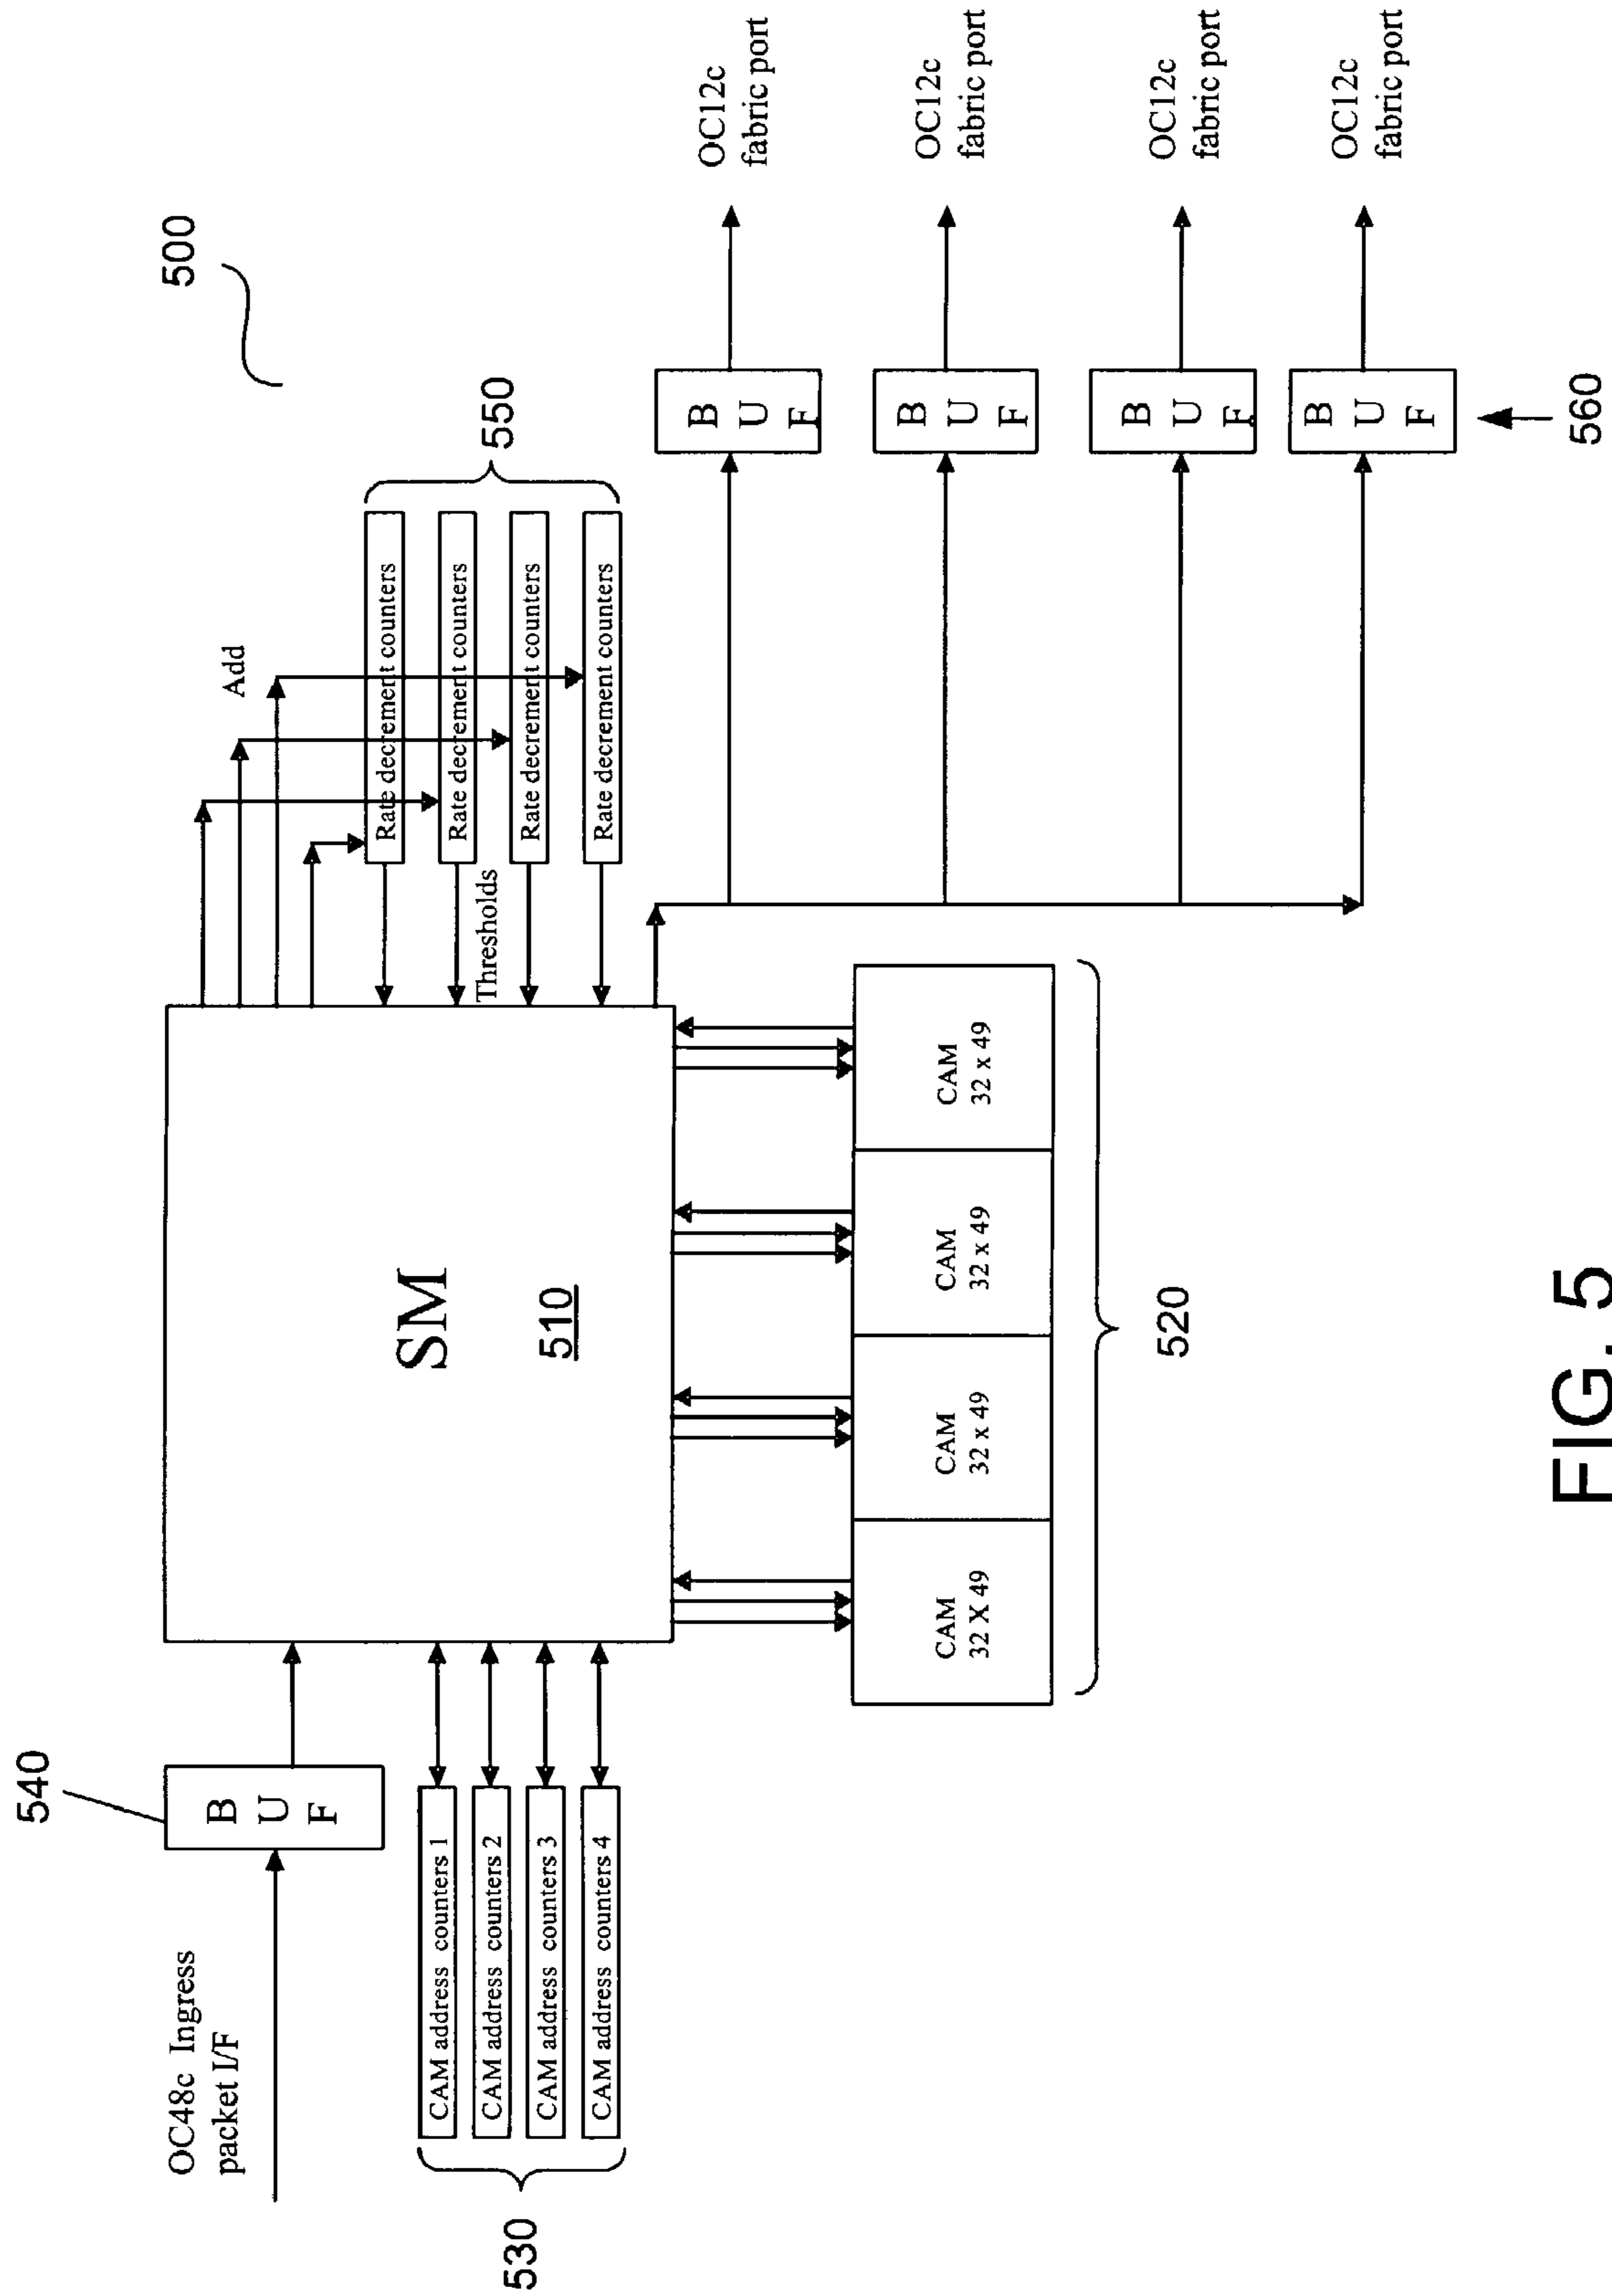 500
540
OC48c Ingress
packet I/F
B
U
F
SM
510
Add
Rate decrement counters
Rate decrement counters
Rate decrement counters
Rate decrement counters
550
Thresholds
CAM address counters 1
CAM address counters 2
CAM address counters 3
CAM address counters 4
530
CAM
32 X 49
CAM
32 x 49
CAM
32 x 49
CAM
32 x 49
520
B
U
F
OC12c
fabric port
B
U
F
OC12c
fabric port
B
U
F
OC12c
fabric port
B
U
F
OC12c
fabric port
560
FIG. 5